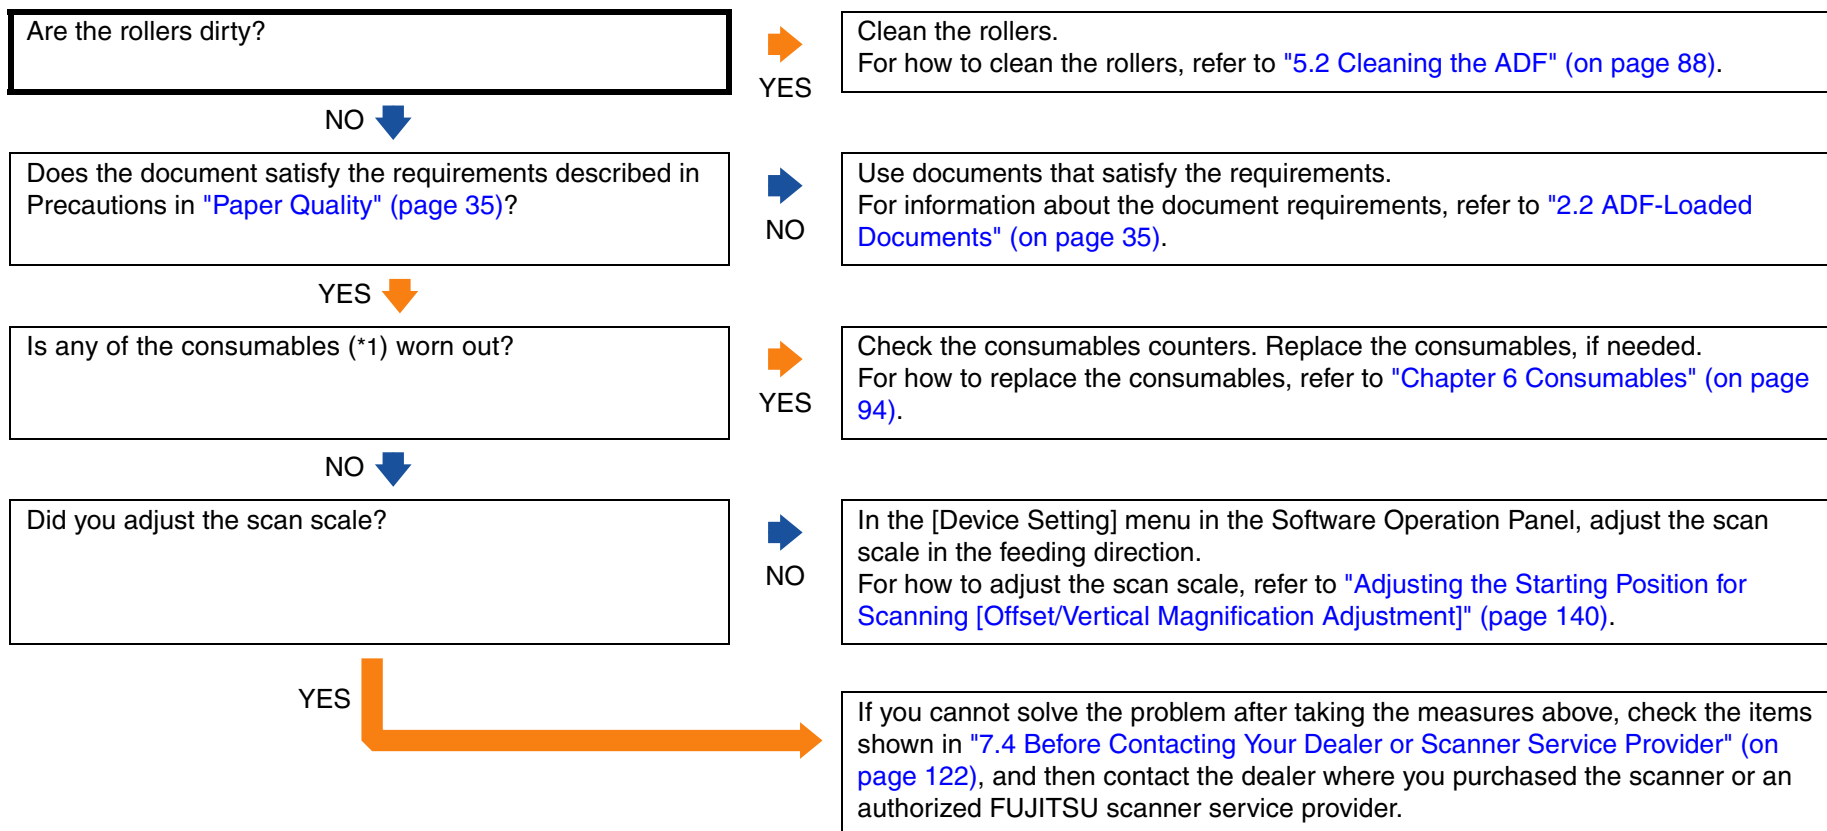 Are the rollers dirty?
YES
Clean the rollers.
For how to clean the rollers, refer to "5.2 Cleaning the ADF" (on page 88).
NO
Does the document satisfy the requirements described in
Precautions in "Paper Quality" (page 35)?
NO
Use documents that satisfy the requirements.
For information about the document requirements, refer to "2.2 ADF-Loaded
Documents" (on page 35).
YES
Is any of the consumables (*1) worn out?
YES
Check the consumables counters. Replace the consumables, if needed.
For how to replace the consumables, refer to "Chapter 6 Consumables" (on page
94).
NO
Did you adjust the scan scale?
NO
In the [Device Setting] menu in the Software Operation Panel, adjust the scan
scale in the feeding direction.
For how to adjust the scan scale, refer to "Adjusting the Starting Position for
Scanning [Offset/Vertical Magnification Adjustment]" (page 140).
YES
If you cannot solve the problem after taking the measures above, check the items
shown in "7.4 Before Contacting Your Dealer or Scanner Service Provider" (on
page 122), and then contact the dealer where you purchased the scanner or an
authorized FUJITSU scanner service provider.